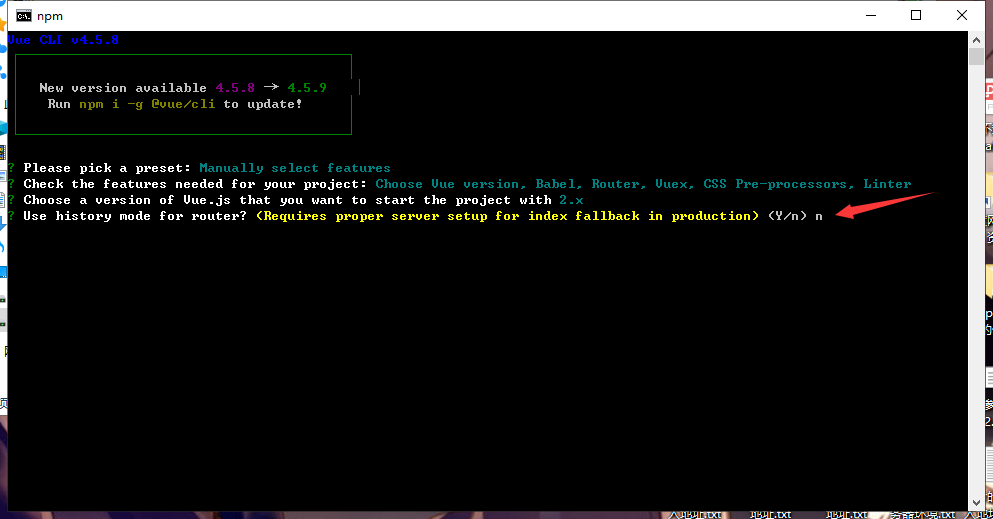 npm
Vue CLI v4.5.8
New version available 4.5.8 → 4.5.9
Run npm i -g @vue/cli to update!
? Please pick a preset: Manually select features
? Check the features needed for your project: Choose Vue version, Babel, Router, Vuex, CSS Pre-processors, Linter
? Choose a version of Vue.js that you want to start the project with 2.x
? Use history mode for router? (Requires proper server setup for index fallback in production) (Y/n) n